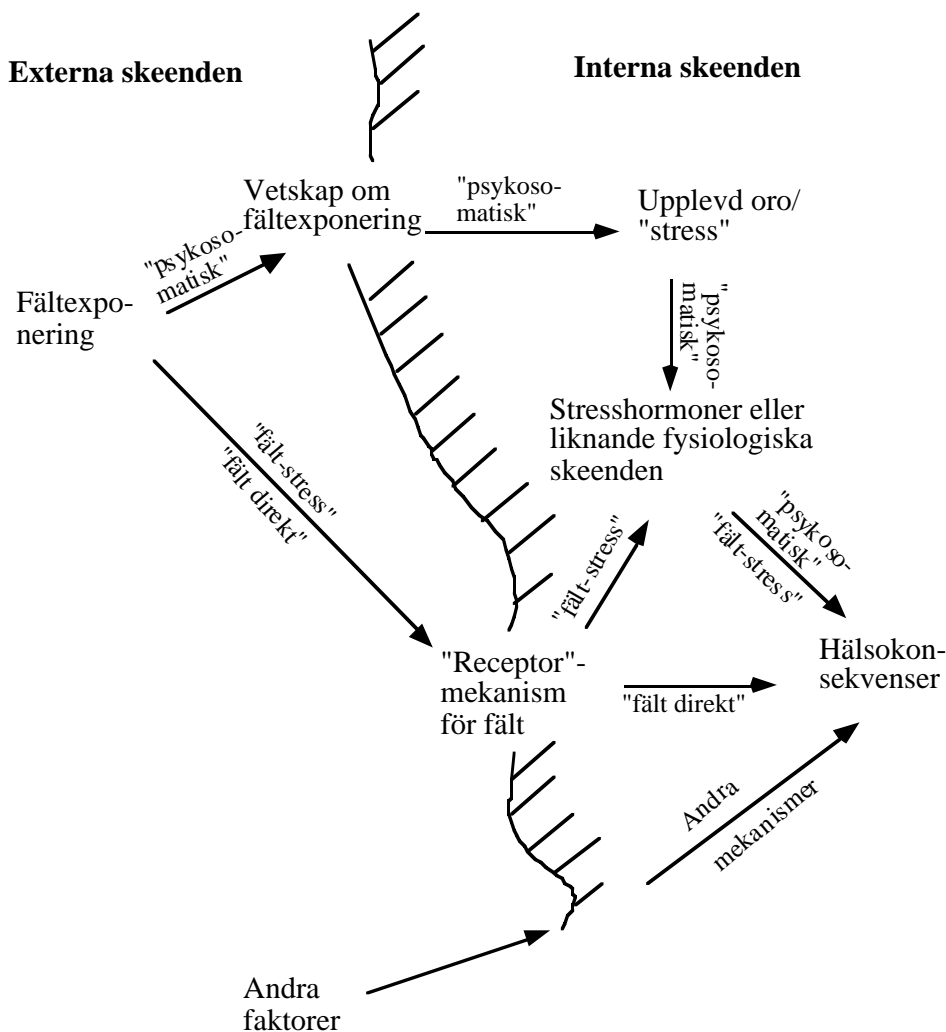 Externa skeenden
Interna skeenden
Vetskap om
fältexponering
"psykoso-
matisk"
Upplevd oro/
"stress"
"psykoso-
matisk"
Fältexpo-
nering
"psykoso-
matisk"
Stresshormoner eller
liknande fysiologiska
skeenden
"fält-stress"
"fält direkt"
"fält-stress"
"psykoso-
matisk"
"fält-stress"
"Receptor"-
mekanism
för fält
"fält direkt"
Hälsokon-
sekvenser
Andra
mekanismer
Andra
faktorer